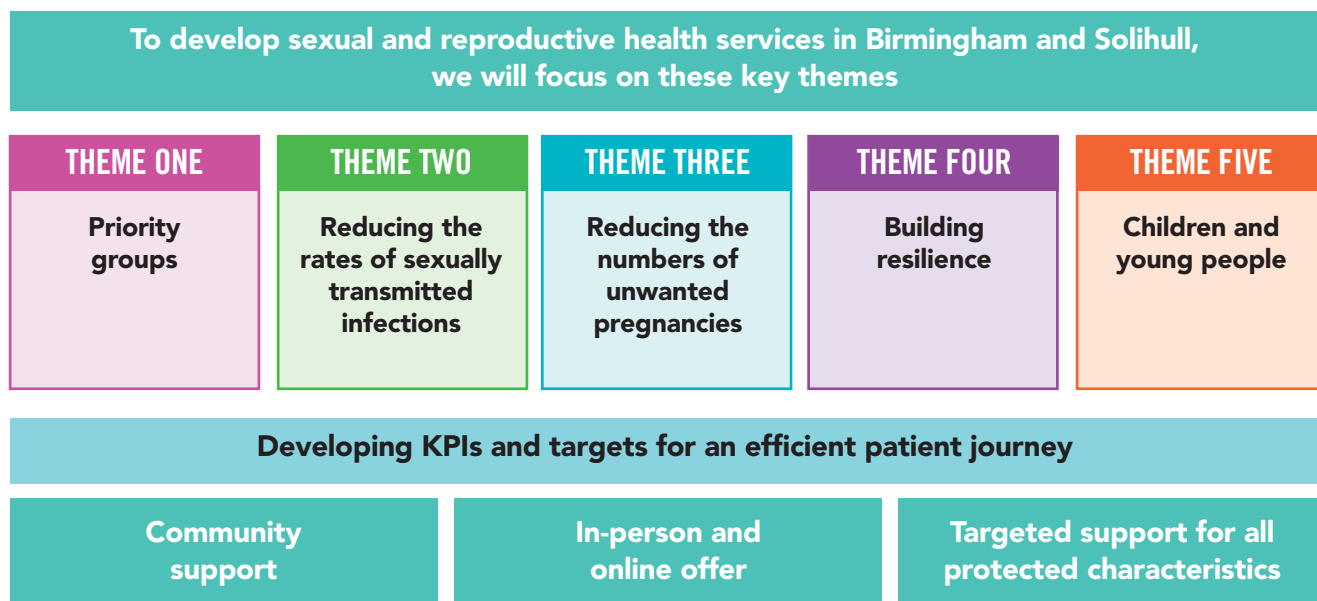 To develop sexual and reproductive health services in Birmingham and Solihull,
we will focus on these key themes
THEME ONE
Priority
groups
THEME TWO
Reducing the
rates of sexually
transmitted
infections
THEME THREE
Reducing the
numbers of
unwanted
pregnancies
THEME FOUR
Building
resilience
THEME FIVE
Children and
young people
Developing KPIs and targets for an efficient patient journey
Community
support
In-person and
online offer
Targeted support for all
protected characteristics